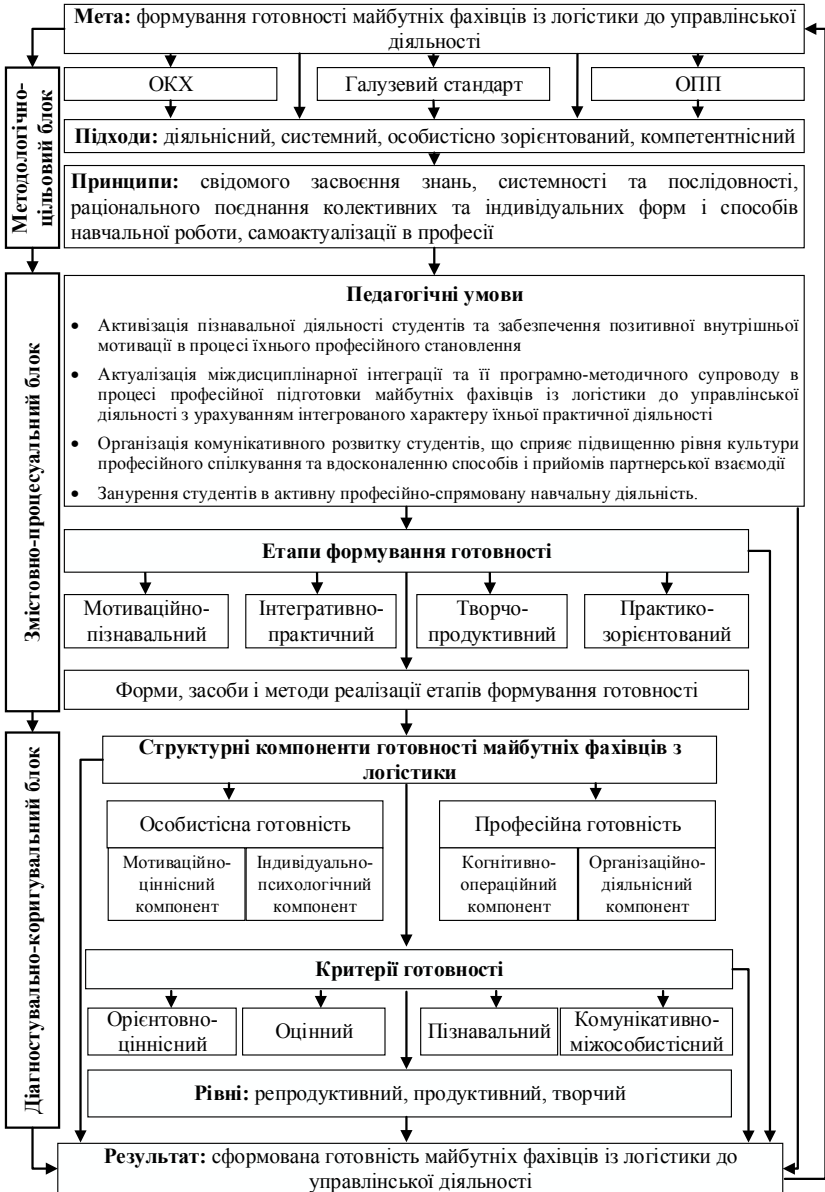 Мета: формування готовності майбутніх фахівців із логістики до управлінської
діяльності
Методологічно-
цільовий блок
ОКХ
Галузевий стандарт
ОПП
Підходи: діяльнісний, системний, особистісно зорієнтований, компетентнісний
Принципи: свідомого засвоєння знань, системності та послідовності,
раціонального поєднання колективних та індивідуальних форм і способів
навчальної роботи, самоактуалізації в професії
Змістовно-процесуальний блок
Педагогічні умови
• Активізація пізнавальної діяльності студентів та забезпечення позитивної внутрішньої
мотивації в процесі їхнього професійного становлення
• Актуалізація міждисциплінарної інтеграції та її програмно-методичного супроводу в
процесі професійної підготовки майбутніх фахівців із логістики до управлінської
діяльності з урахуванням інтегрованого характеру їхньої практичної діяльності
• Організація комунікативного розвитку студентів, що сприяє підвищенню рівня культури
професійного спілкування та вдосконаленню способів і прийомів партнерської взаємодії
• Занурення студентів в активну професійно-спрямовану навчальну діяльність.
Етапи формування готовності
Мотиваційно-
пізнавальний
Інтегративно-
практичний
Творчо-
продуктивний
Практико-
зорієнтований
Форми, засоби і методи реалізації етапів формування готовності
Діагностувально-коригувальний блок
Структурні компоненти готовності майбутніх фахівців з
логістики
Особистісна готовність
Мотиваційно-
ціннісний
компонент
Індивідуально-
психологічний
компонент
Професійна готовність
Когнітивно-
операційний
компонент
Організаційно-
діяльнісний
компонент
Критерії готовності
Орієнтовно-
ціннісний
Оцінний
Пізнавальний
Комунікативно-
міжособистісний
Рівні: репродуктивний, продуктивний, творчий
Результат: сформована готовність майбутніх фахівців із логістики до
управлінської діяльності